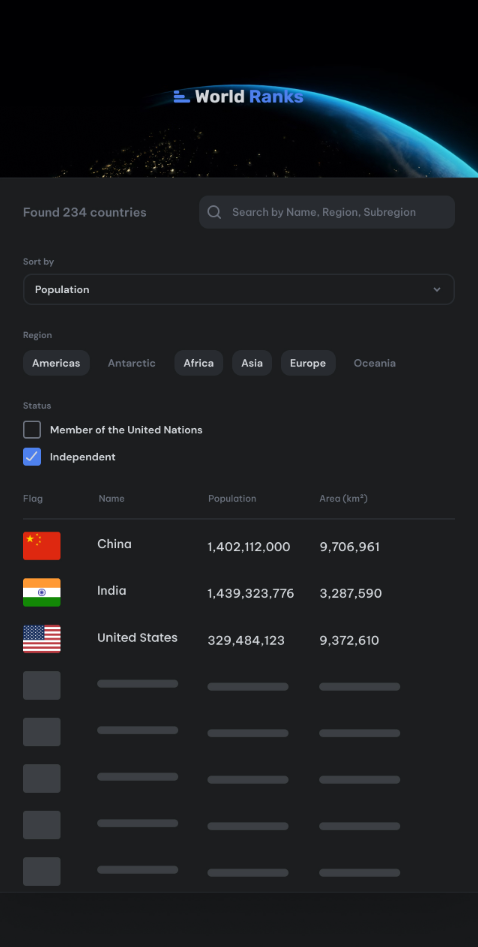 World Ranks
Found 234 countries
Search by Name, Region, Subregion
Sort by
Population
Region
Americas Antarctic Africa Asia Europe Oceania
Status
Member of the United Nations
Independent
Flag Name Population Area (km²)
China 1,402,112,000 9,706,961
India 1,439,323,776 3,287,590
United States 329,484,123 9,372,610